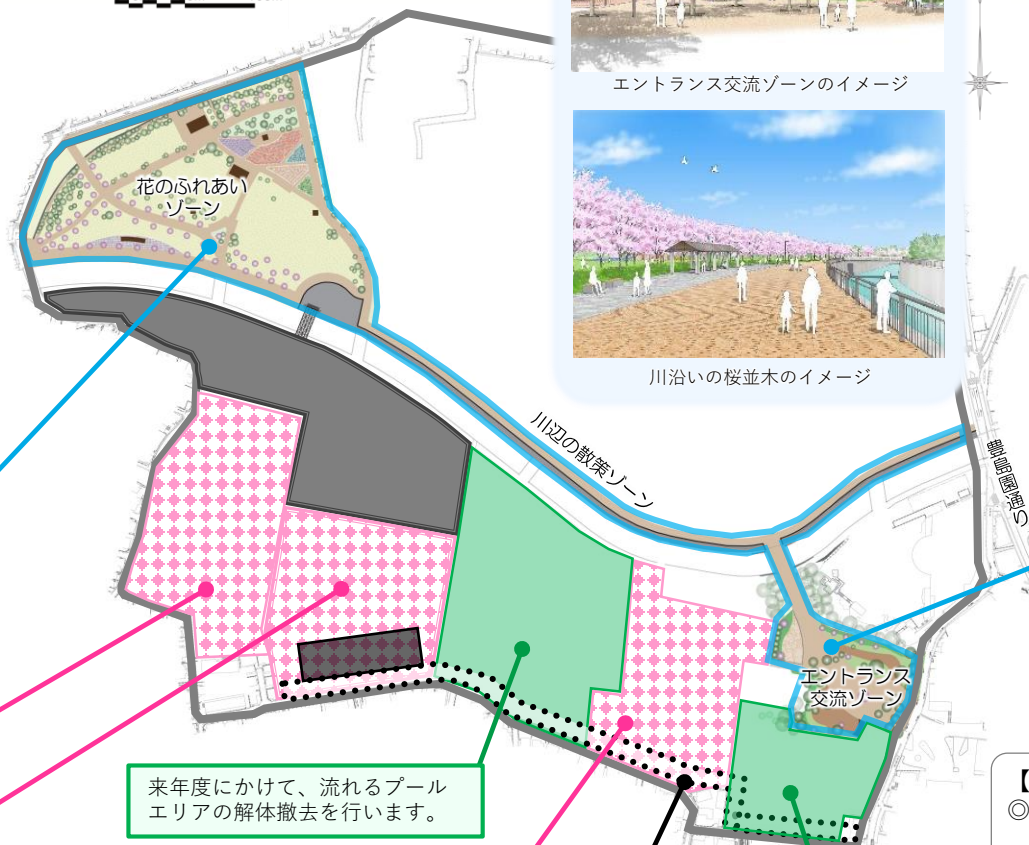 エントランス交流ゾーンのイメージ
川沿いの桜並木のイメージ
花のふれあい
ゾーン
川辺の散策ゾーン
豊島園通り
エントランス
交流ゾーン
来年度にかけて、流れるプール
エリアの解体撤去を行います。
【
◎